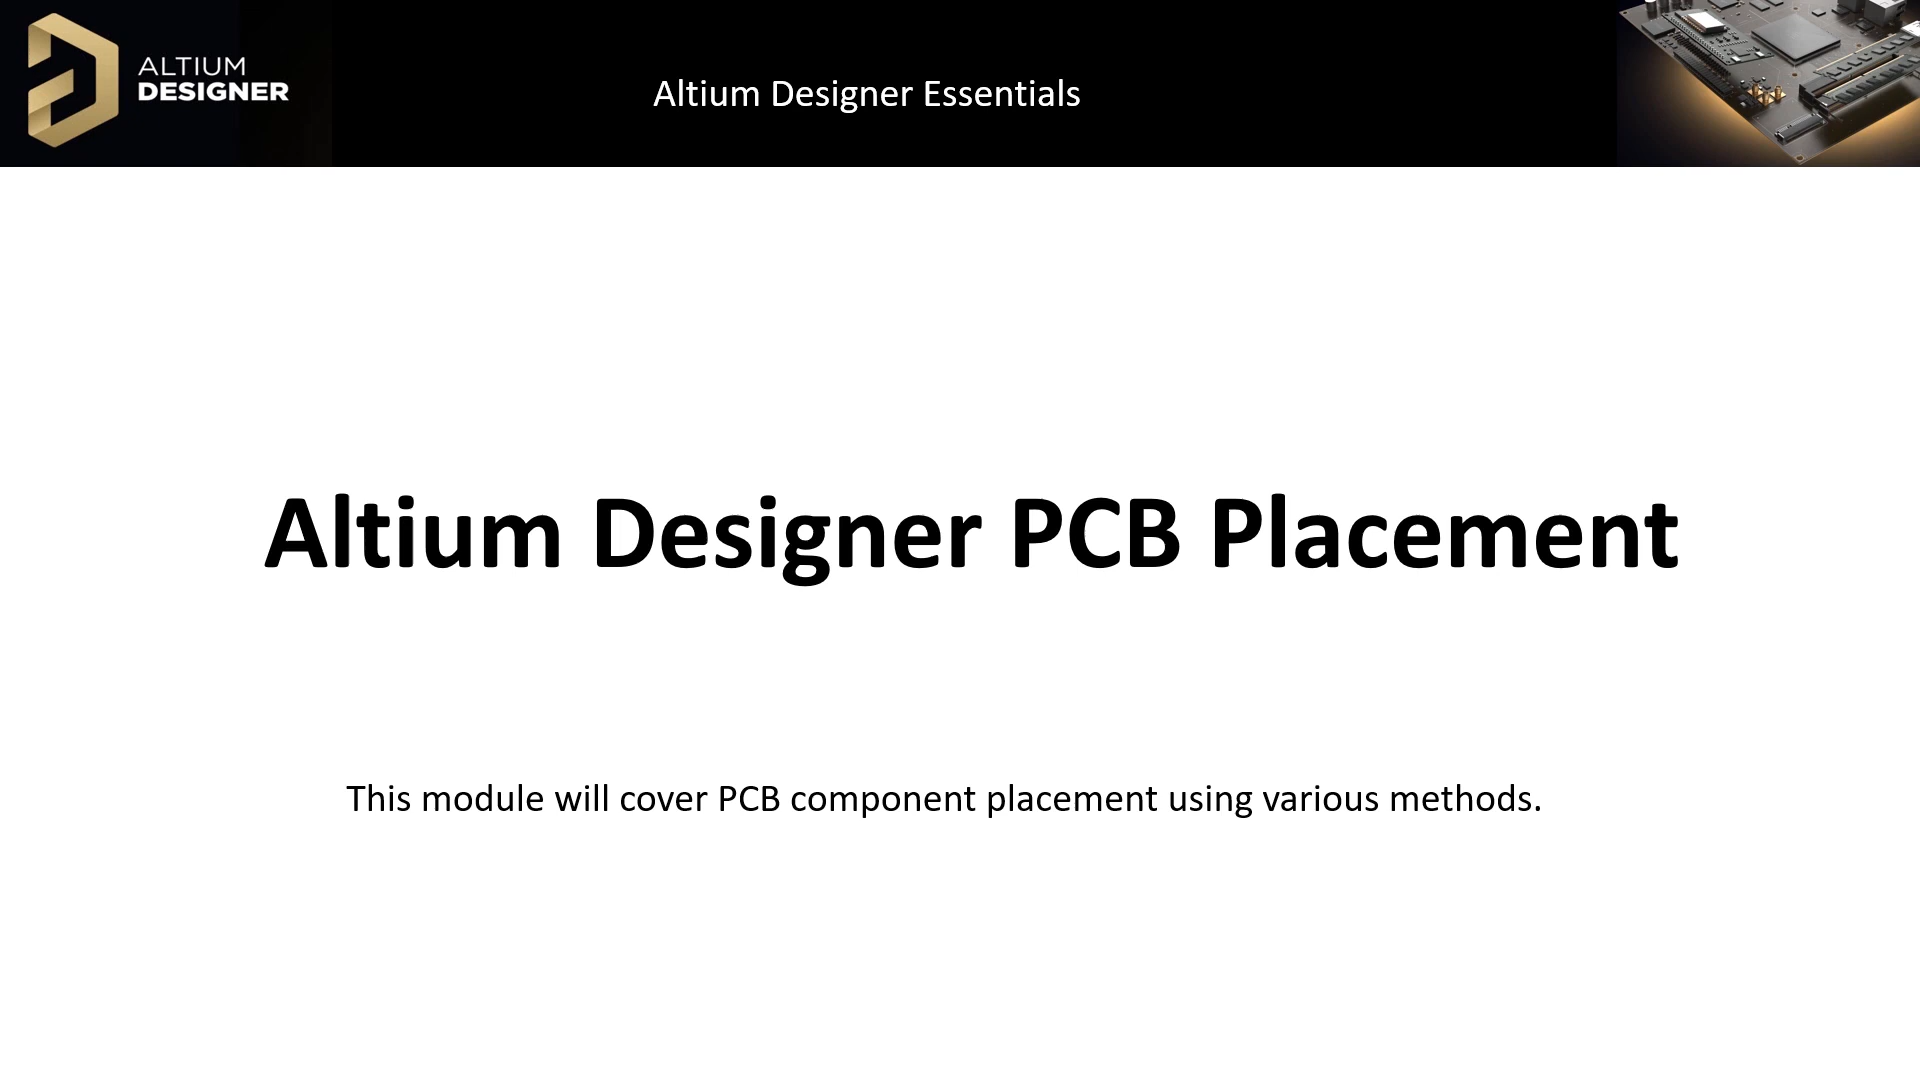 ALTIUM
DESIGNER
Altium Designer Essentials
Altium Designer PCB Placement
This module will cover PCB component placement using various methods.